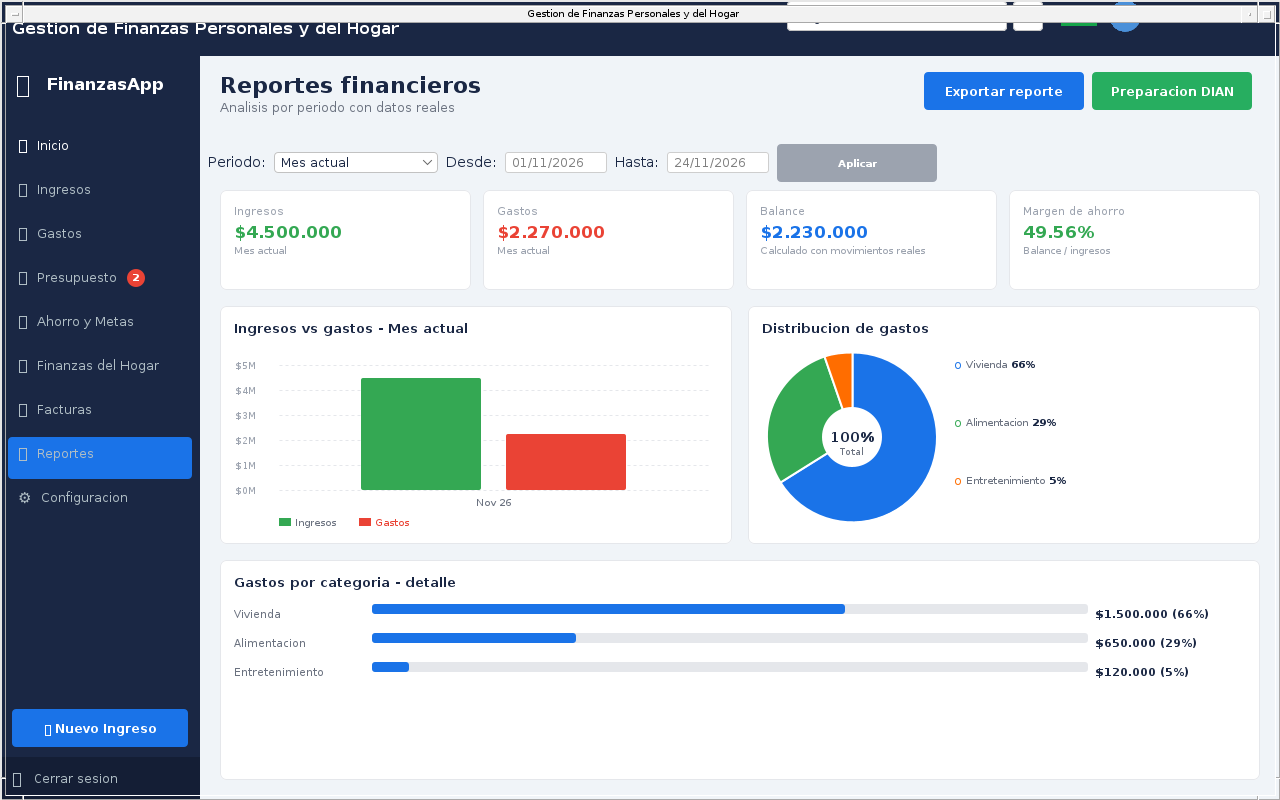 Gestion de Finanzas Personales y del Hogar
Gestion de Finanzas Personales y del Hogar
FinanzasApp
Inicio
Ingresos
Gastos
Presupuesto 2
Ahorro y Metas
Finanzas del Hogar
Facturas
Reportes
Configuracion
Nuevo Ingreso
Cerrar sesion
Reportes financieros
Analisis por periodo con datos reales
Exportar reporte
Preparacion DIAN
Periodo: Mes actual Desde: 01/11/2026 Hasta: 24/11/2026 Aplicar
Ingresos
$4.500.000
Mes actual
Gastos
$2.270.000
Mes actual
Balance
$2.230.000
Calculado con movimientos reales
Margen de ahorro
49.56%
Balance / ingresos
Ingresos vs gastos - Mes actual
$5M
$4M
$3M
$2M
$1M
$0M
Nov 26
Ingresos Gastos
Distribucion de gastos
100%
Total
Vivienda 66%
Alimentacion 29%
Entretenimiento 5%
Gastos por categoria - detalle
Vivienda $1.500.000 (66%)
Alimentacion $650.000 (29%)
Entretenimiento $120.000 (5%)